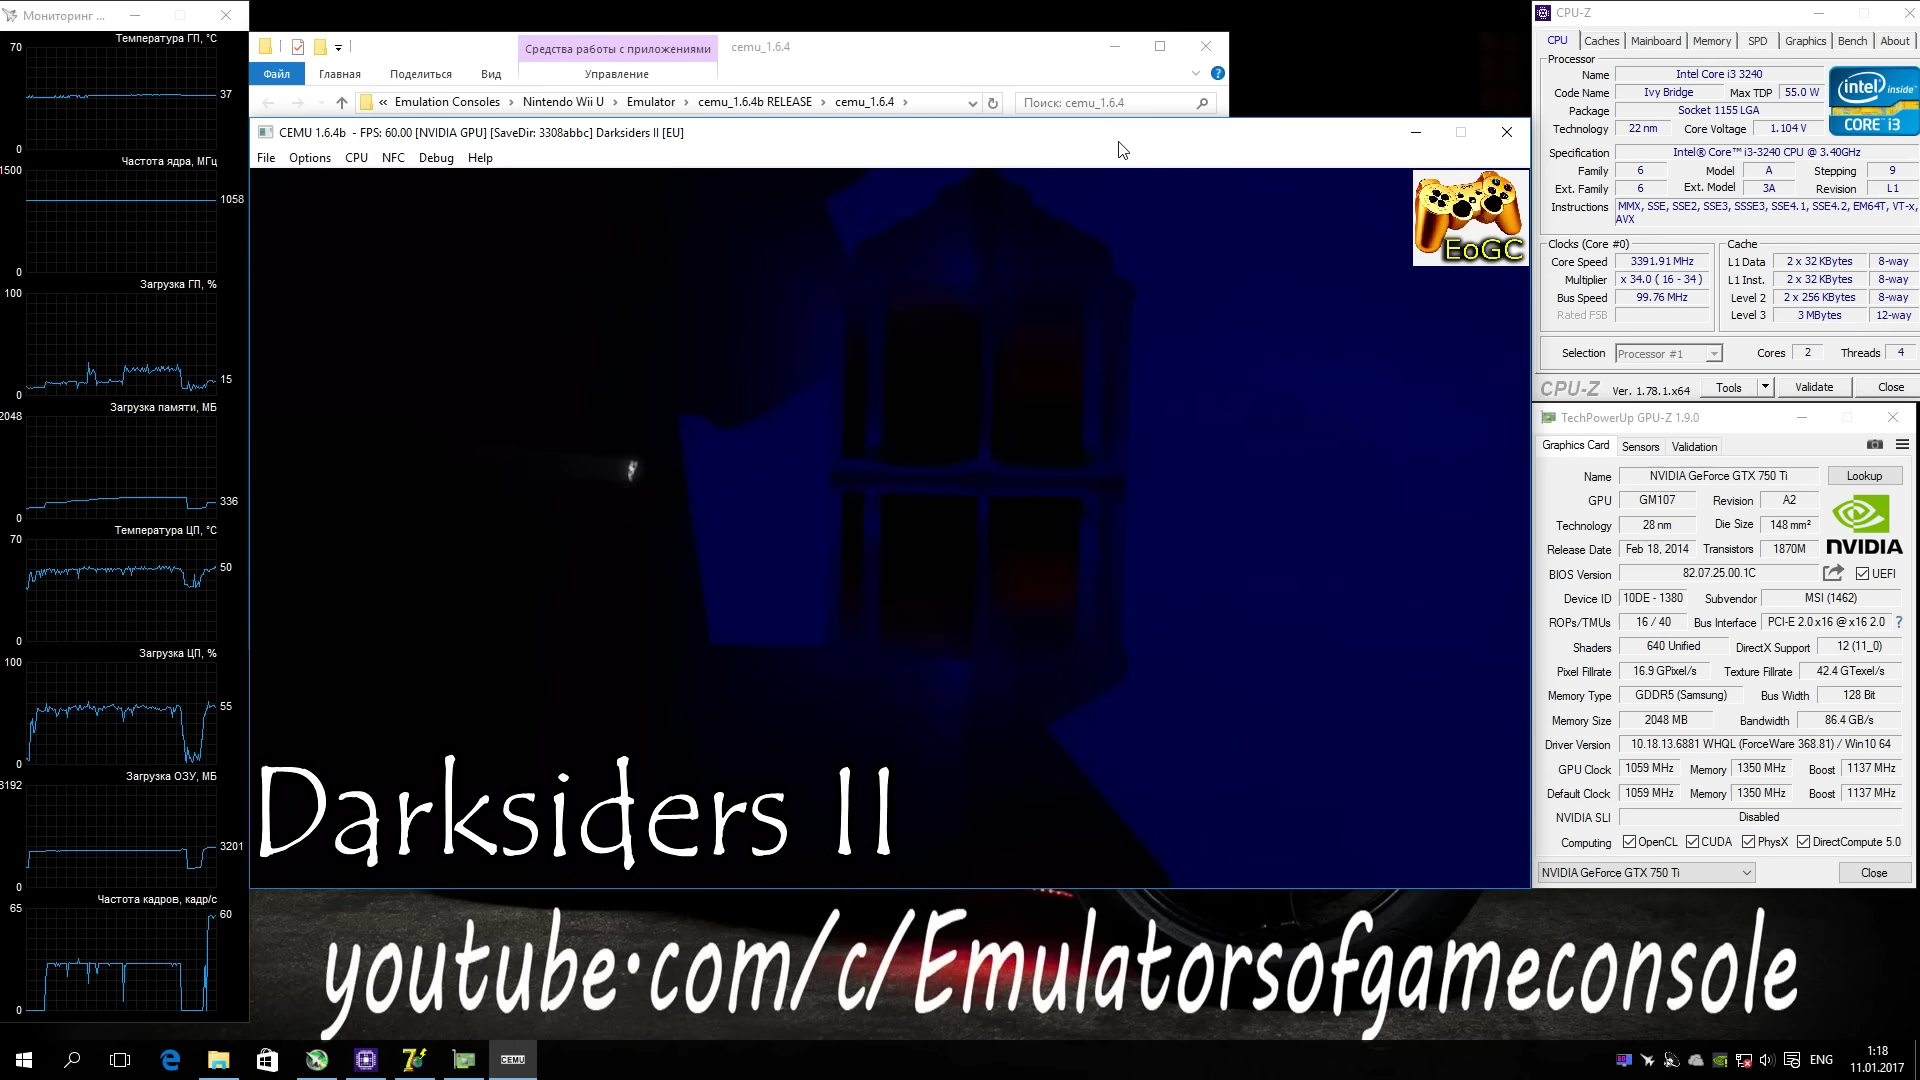 Мониторинг ...
Температура ГП, °C
70
37
0
Частота ядра, МГц
1500
1058
0
Загрузка ГП, %
100
15
0
Загрузка памяти, МБ
2048
336
0
Температура ЦП, °C
70
50
0
Загрузка ЦП, %
100
55
0
Загрузка ОЗУ, МБ
3201
0
Частота кадров, кадр/с
65
60
0
Средства работы с приложениями
cemu_1.6.4
Файл
Главная
Поделиться
Вид
Управление
« Emulation Consoles › Nintendo Wii U › Emulator › cemu_1.6.4b RELEASE › cemu_1.6.4 ›
Поиск: cemu_1.6.4
CEMU 1.6.4b - FPS: 60.00 [NVIDIA GPU] [SaveDir: 3308abbc] Darksiders II [EU]
File Options CPU NFC Debug Help
EoGC
Darksiders II
youtube.com/c/Emulatorsofgameconsole
CPU-Z
CPU Caches Mainboard Memory SPD Graphics Bench About
Processor
Name Intel Core i3 3240
Code Name Ivy Bridge Max TDP 55.0 W
Package Socket 1155 LGA
Technology 22 nm Core Voltage 1.104 V
intel inside™
CORE i3
Specification Intel® Core™ i3-3240 CPU @ 3.40GHz
Family 6 Model A Stepping 9
Ext. Family 6 Ext. Model 3A Revision L1
Instructions MMX, SSE, SSE2, SSE3, SSSE3, SSE4.1, SSE4.2, EM64T, VT-x,
AVX
Clocks (Core #0)
Core Speed 3391.91 MHz
Multiplier x 34.0 ( 16 - 34 )
Bus Speed 99.76 MHz
Rated FSB
Cache
L1 Data 2 x 32 KBytes 8-way
L1 Inst. 2 x 32 KBytes 8-way
Level 2 2 x 256 KBytes 8-way
Level 3 3 MBytes 12-way
Selection Processor #1 Cores 2 Threads 4
CPU-Z Ver. 1.78.1.x64 Tools Validate Close
TechPowerUp GPU-Z 1.9.0
Graphics Card Sensors Validation
Name NVIDIA GeForce GTX 750 Ti Lookup
GPU GM107 Revision A2
Technology 28 nm Die Size 148 mm²
Release Date Feb 18, 2014 Transistors 1870M
NVIDIA
BIOS Version 82.07.25.00.1C UEFI
Device ID 10DE - 1380 Subvendor MSI (1462)
ROPs/TMUs 16 / 40 Bus Interface PCI-E 2.0 x16 @ x16 2.0 ?
Shaders 640 Unified DirectX Support 12 (11_0)
Pixel Fillrate 16.9 GPixel/s Texture Fillrate 42.4 GTexel/s
Memory Type GDDR5 (Samsung) Bus Width 128 Bit
Memory Size 2048 MB Bandwidth 86.4 GB/s
Driver Version 10.18.13.6881 WHQL (ForceWare 368.81) / Win10 64
GPU Clock 1059 MHz Memory 1350 MHz Boost 1137 MHz
Default Clock 1059 MHz Memory 1350 MHz Boost 1137 MHz
NVIDIA SLI Disabled
Computing OpenCL CUDA PhysX DirectCompute 5.0
NVIDIA GeForce GTX 750 Ti Close
CEMU
ENG
1:18
11.01.2017